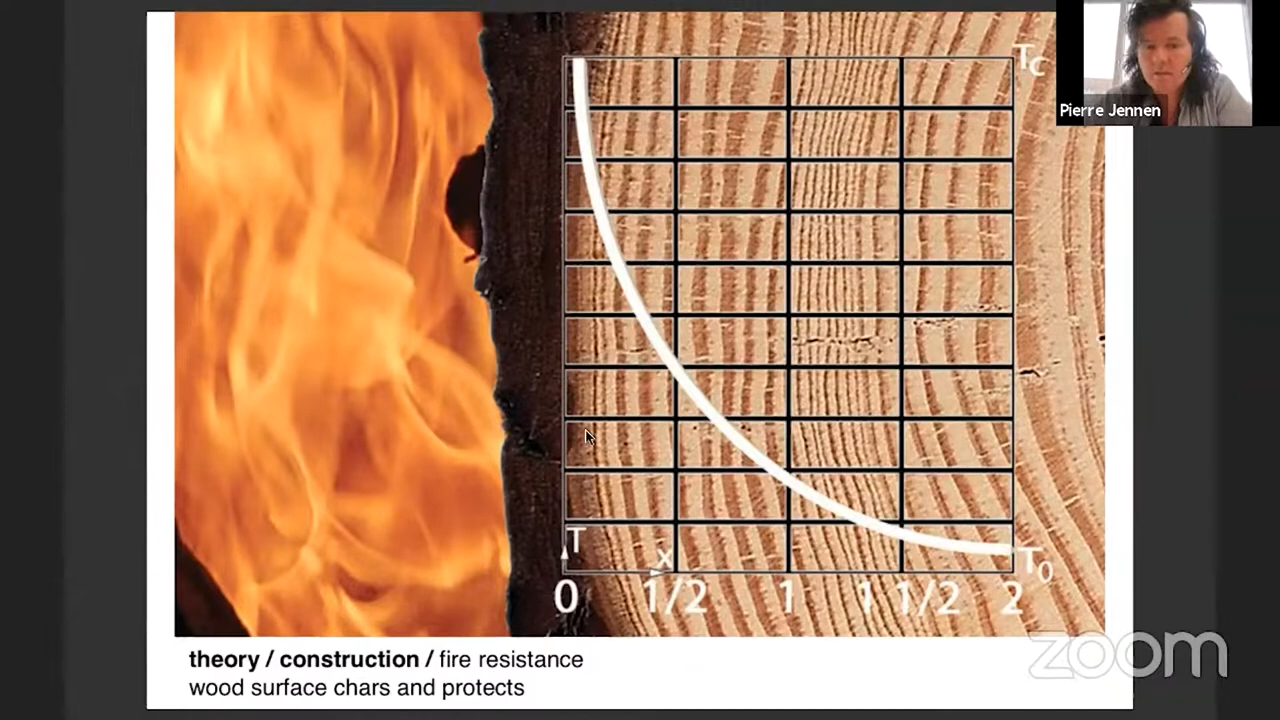 Tc
Pierre Jennen
T
x
T0
0 1/2 1 1 1/2 2
theory / construction / fire resistance
wood surface chars and protects
zoom